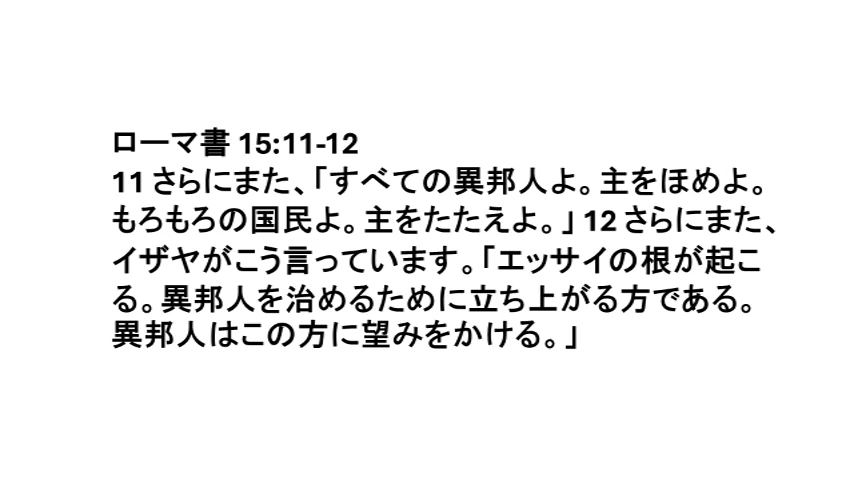 ローマ書 15:11-12
11 さらにまた、「すべての異邦人よ。主をほめよ。
もろもろの国民よ。主をたたえよ。」 12 さらにまた、
イザヤがこう言っています。「エッサイの根が起こ
る。異邦人を治めるために立ち上がる方である。
異邦人はこの方に望みをかける。」